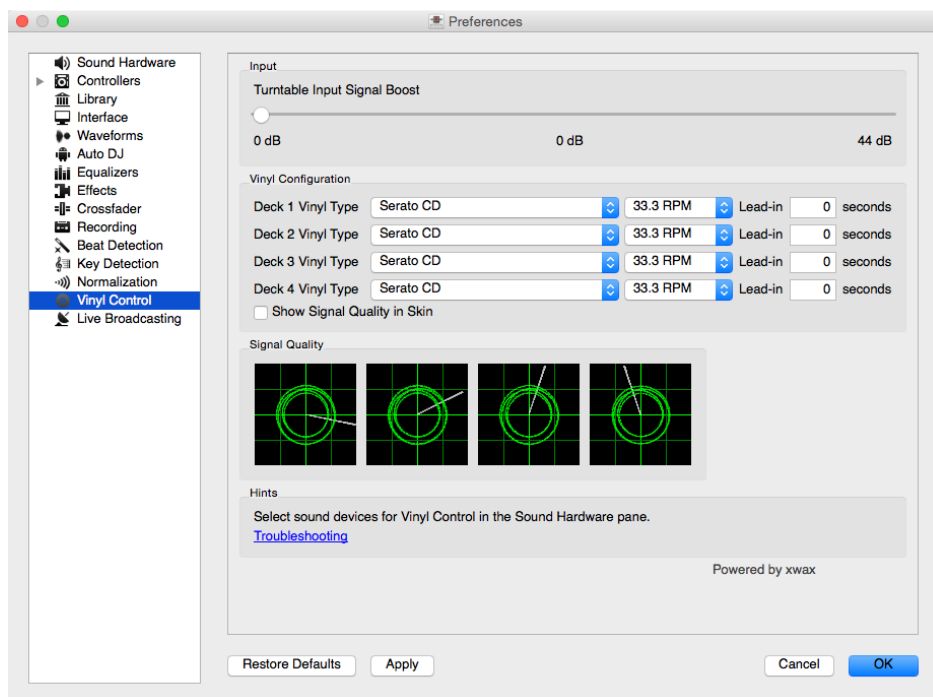 Preferences
Sound Hardware
Controllers
Library
Interface
Waveforms
Auto DJ
Equalizers
Effects
Crossfader
Recording
Beat Detection
Key Detection
Normalization
Vinyl Control
Live Broadcasting
Input
Turntable Input Signal Boost
0 dB 0 dB 44 dB
Vinyl Configuration
Deck 1 Vinyl Type Serato CD 33.3 RPM Lead-in 0 seconds
Deck 2 Vinyl Type Serato CD 33.3 RPM Lead-in 0 seconds
Deck 3 Vinyl Type Serato CD 33.3 RPM Lead-in 0 seconds
Deck 4 Vinyl Type Serato CD 33.3 RPM Lead-in 0 seconds
Show Signal Quality in Skin
Signal Quality
Hints
Select sound devices for Vinyl Control in the Sound Hardware pane.
Troubleshooting
Powered by xwax
Restore Defaults Apply Cancel OK